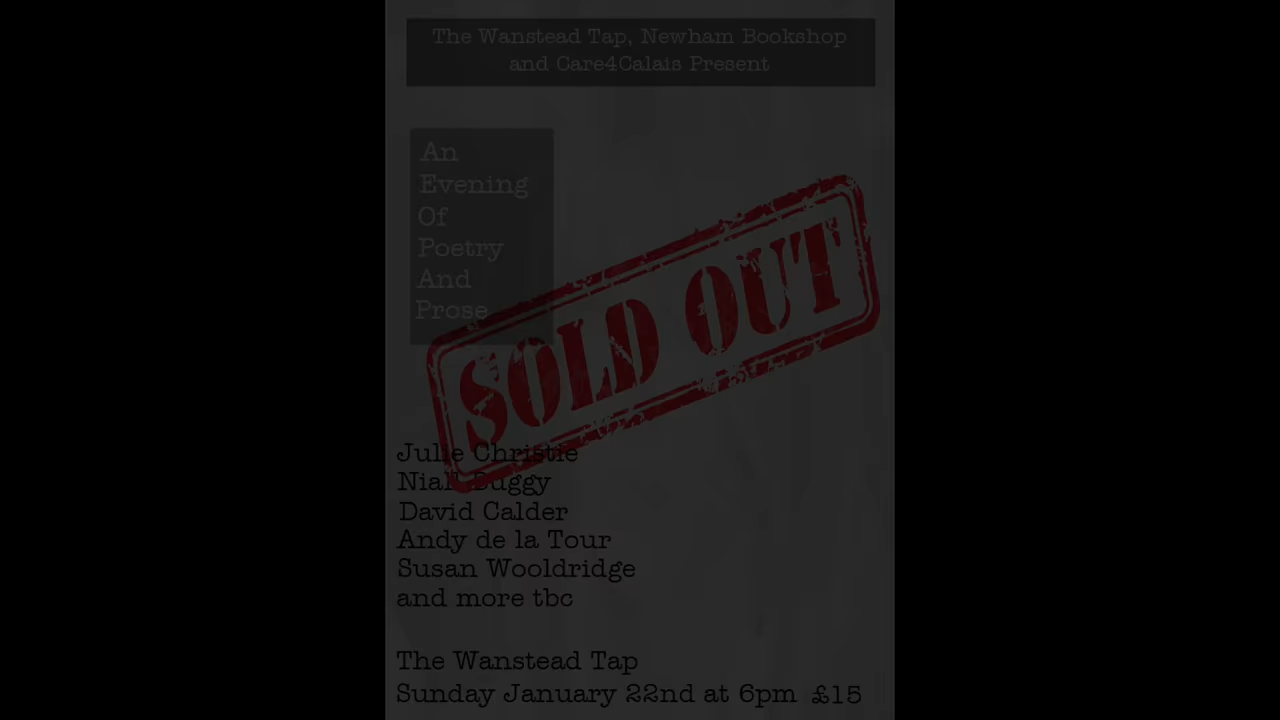 The Wanstead Tap, Newham Bookshop
and Care4Calais Present
An
Evening
Of
Poetry
And
Prose
SOLD OUT
Julie Christie
Niall Buggy
David Calder
Andy de la Tour
Susan Wooldridge
and more tbc
The Wanstead Tap
Sunday January 22nd at 6pm £15